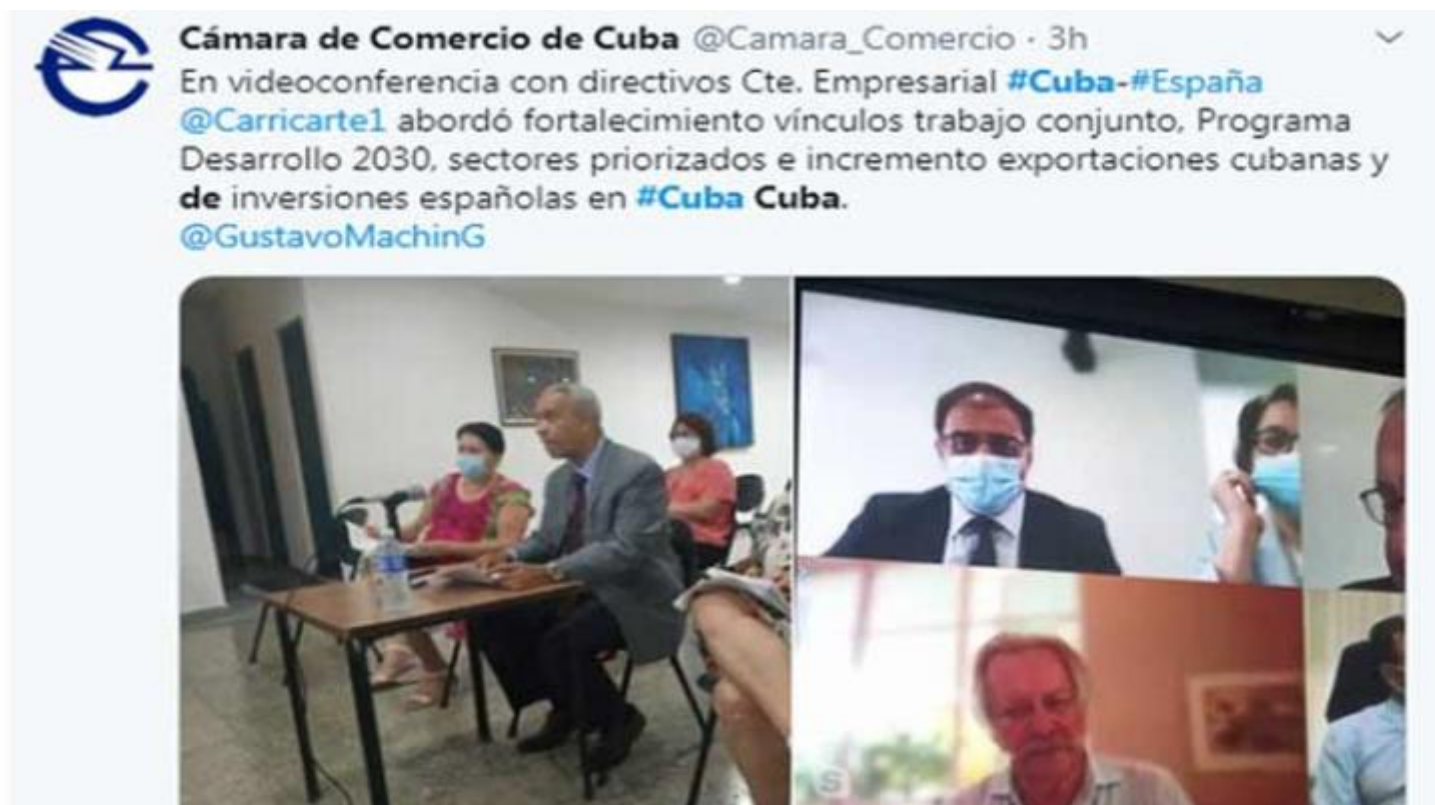 Cámara de Comercio de Cuba @Camara_Comercio · 3h
En videoconferencia con directivos Cte. Empresarial #Cuba-#España
@Carricarte1 abordó fortalecimiento vínculos trabajo conjunto, Programa
Desarrollo 2030, sectores priorizados e incremento exportaciones cubanas y
de inversiones españolas en #Cuba Cuba.
@GustavoMachinG
S